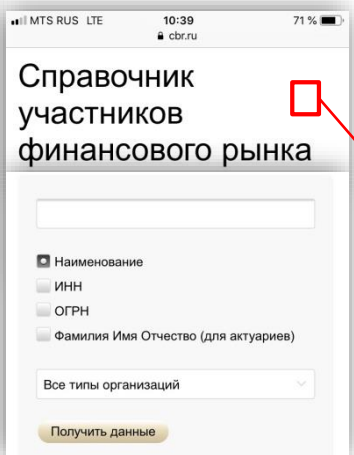 MTS RUS LTE 10:39 71 %
cbr.ru
Справочник
участников
финансового рынка
Наименование
ИНН
ОГРН
Фамилия Имя Отчество (для актуариев)
Все типы организаций
Получить данные